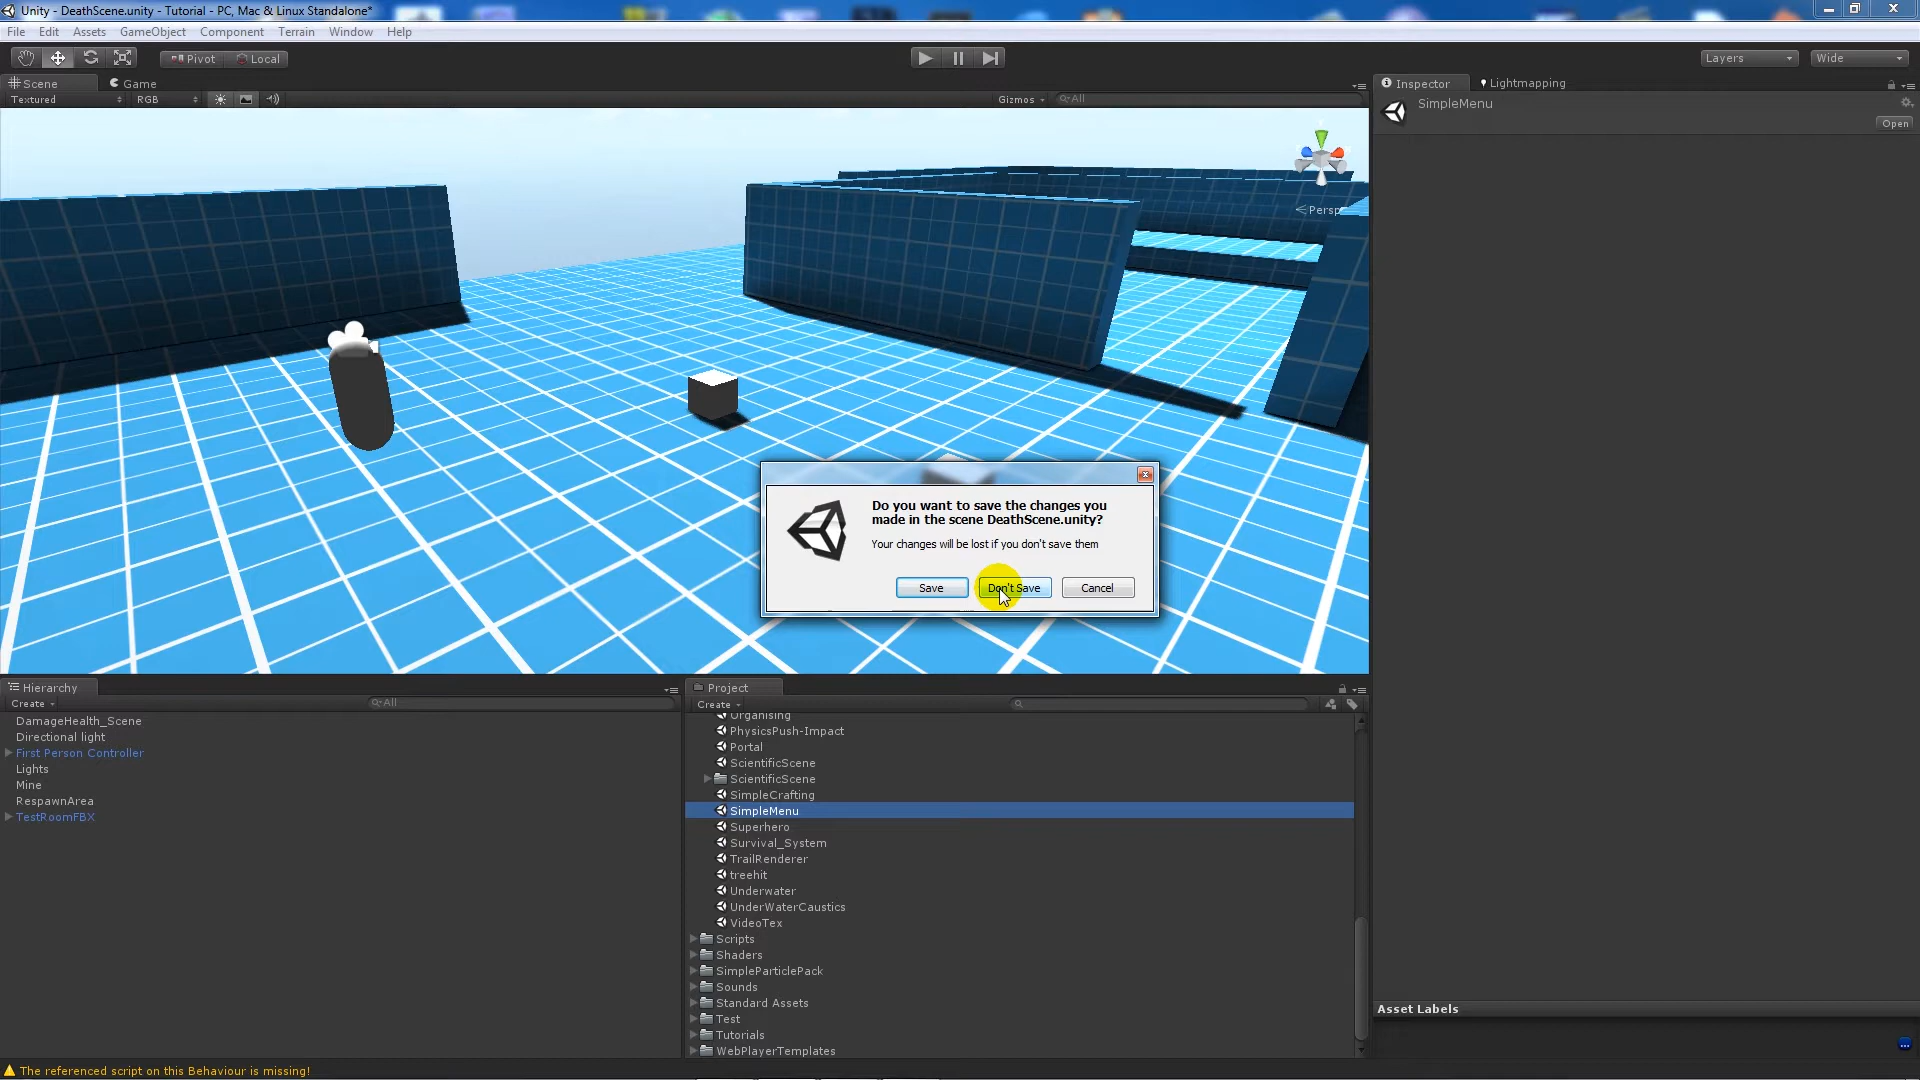 Unity - DeathScene.unity - Tutorial - PC, Mac & Linux Standalone*
File Edit Assets GameObject Component Terrain Window Help
Pivot Local Layers Wide
Scene Game
Textured RGB Gizmos All
Persp
Inspector Lightmapping
SimpleMenu
Open
Do you want to save the changes you
made in the scene DeathScene.unity?
Your changes will be lost if you don't save them
Save Don't Save Cancel
Hierarchy
Create All
DamageHealth_Scene
Directional light
First Person Controller
Lights
Mine
RespawnArea
TestRoomFBX
Project
Create
Organising
PhysicsPush-Impact
Portal
ScientificScene
ScientificScene
SimpleCrafting
SimpleMenu
Superhero
Survival_System
TrailRenderer
treehit
Underwater
UnderWaterCaustics
VideoTex
Scripts
Shaders
SimpleParticlePack
Sounds
Standard Assets
Test
Tutorials
WebPlayerTemplates
Asset Labels
The referenced script on this Behaviour is missing!